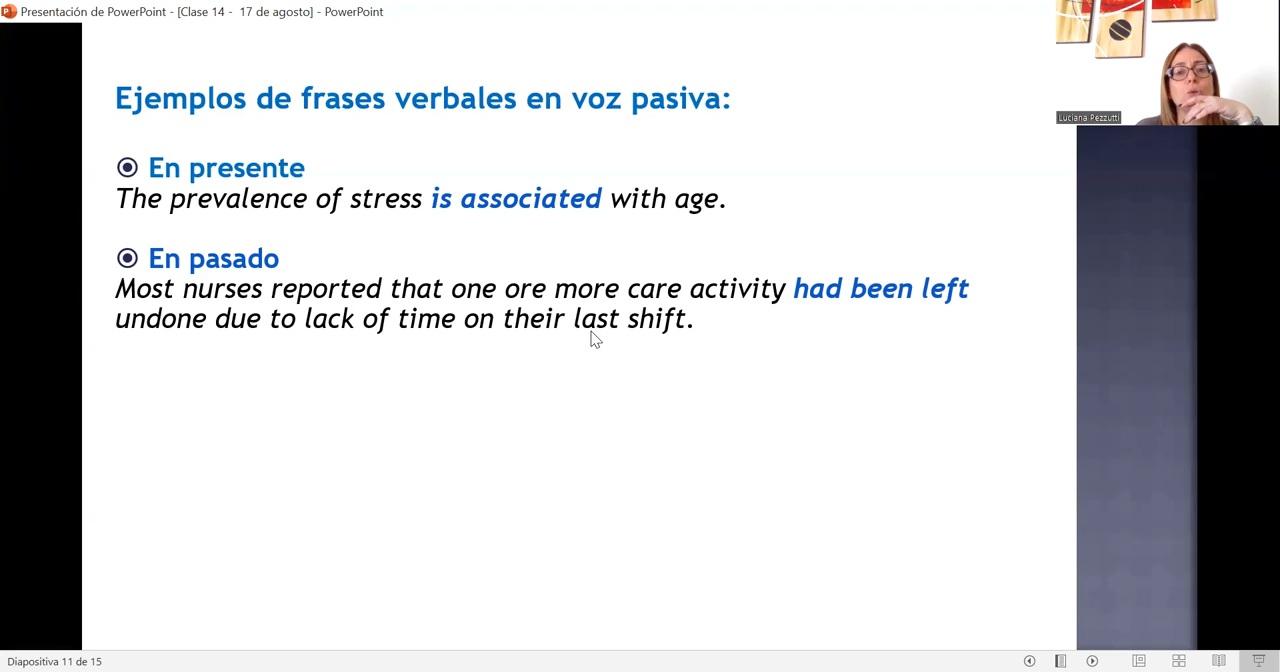 Presentación de PowerPoint - [Clase 14 -  17 de agosto] - PowerPoint
Luciana Pezzutti
Ejemplos de frases verbales en voz pasiva:
En presente
The prevalence of stress is associated with age.
En pasado
Most nurses reported that one ore more care activity had been left
undone due to lack of time on their last shift.
Diapositiva 11 de 15